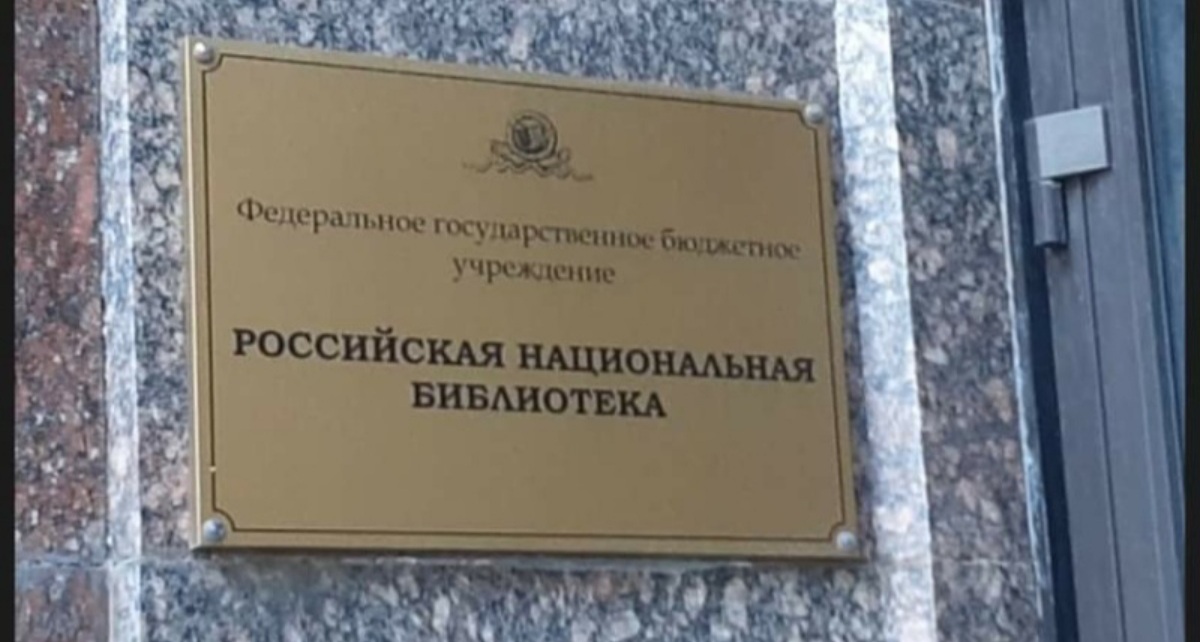 Федеральное государственное бюджетное
учреждение
РОССИЙСКАЯ НАЦИОНАЛЬНАЯ
БИБЛИОТЕКА